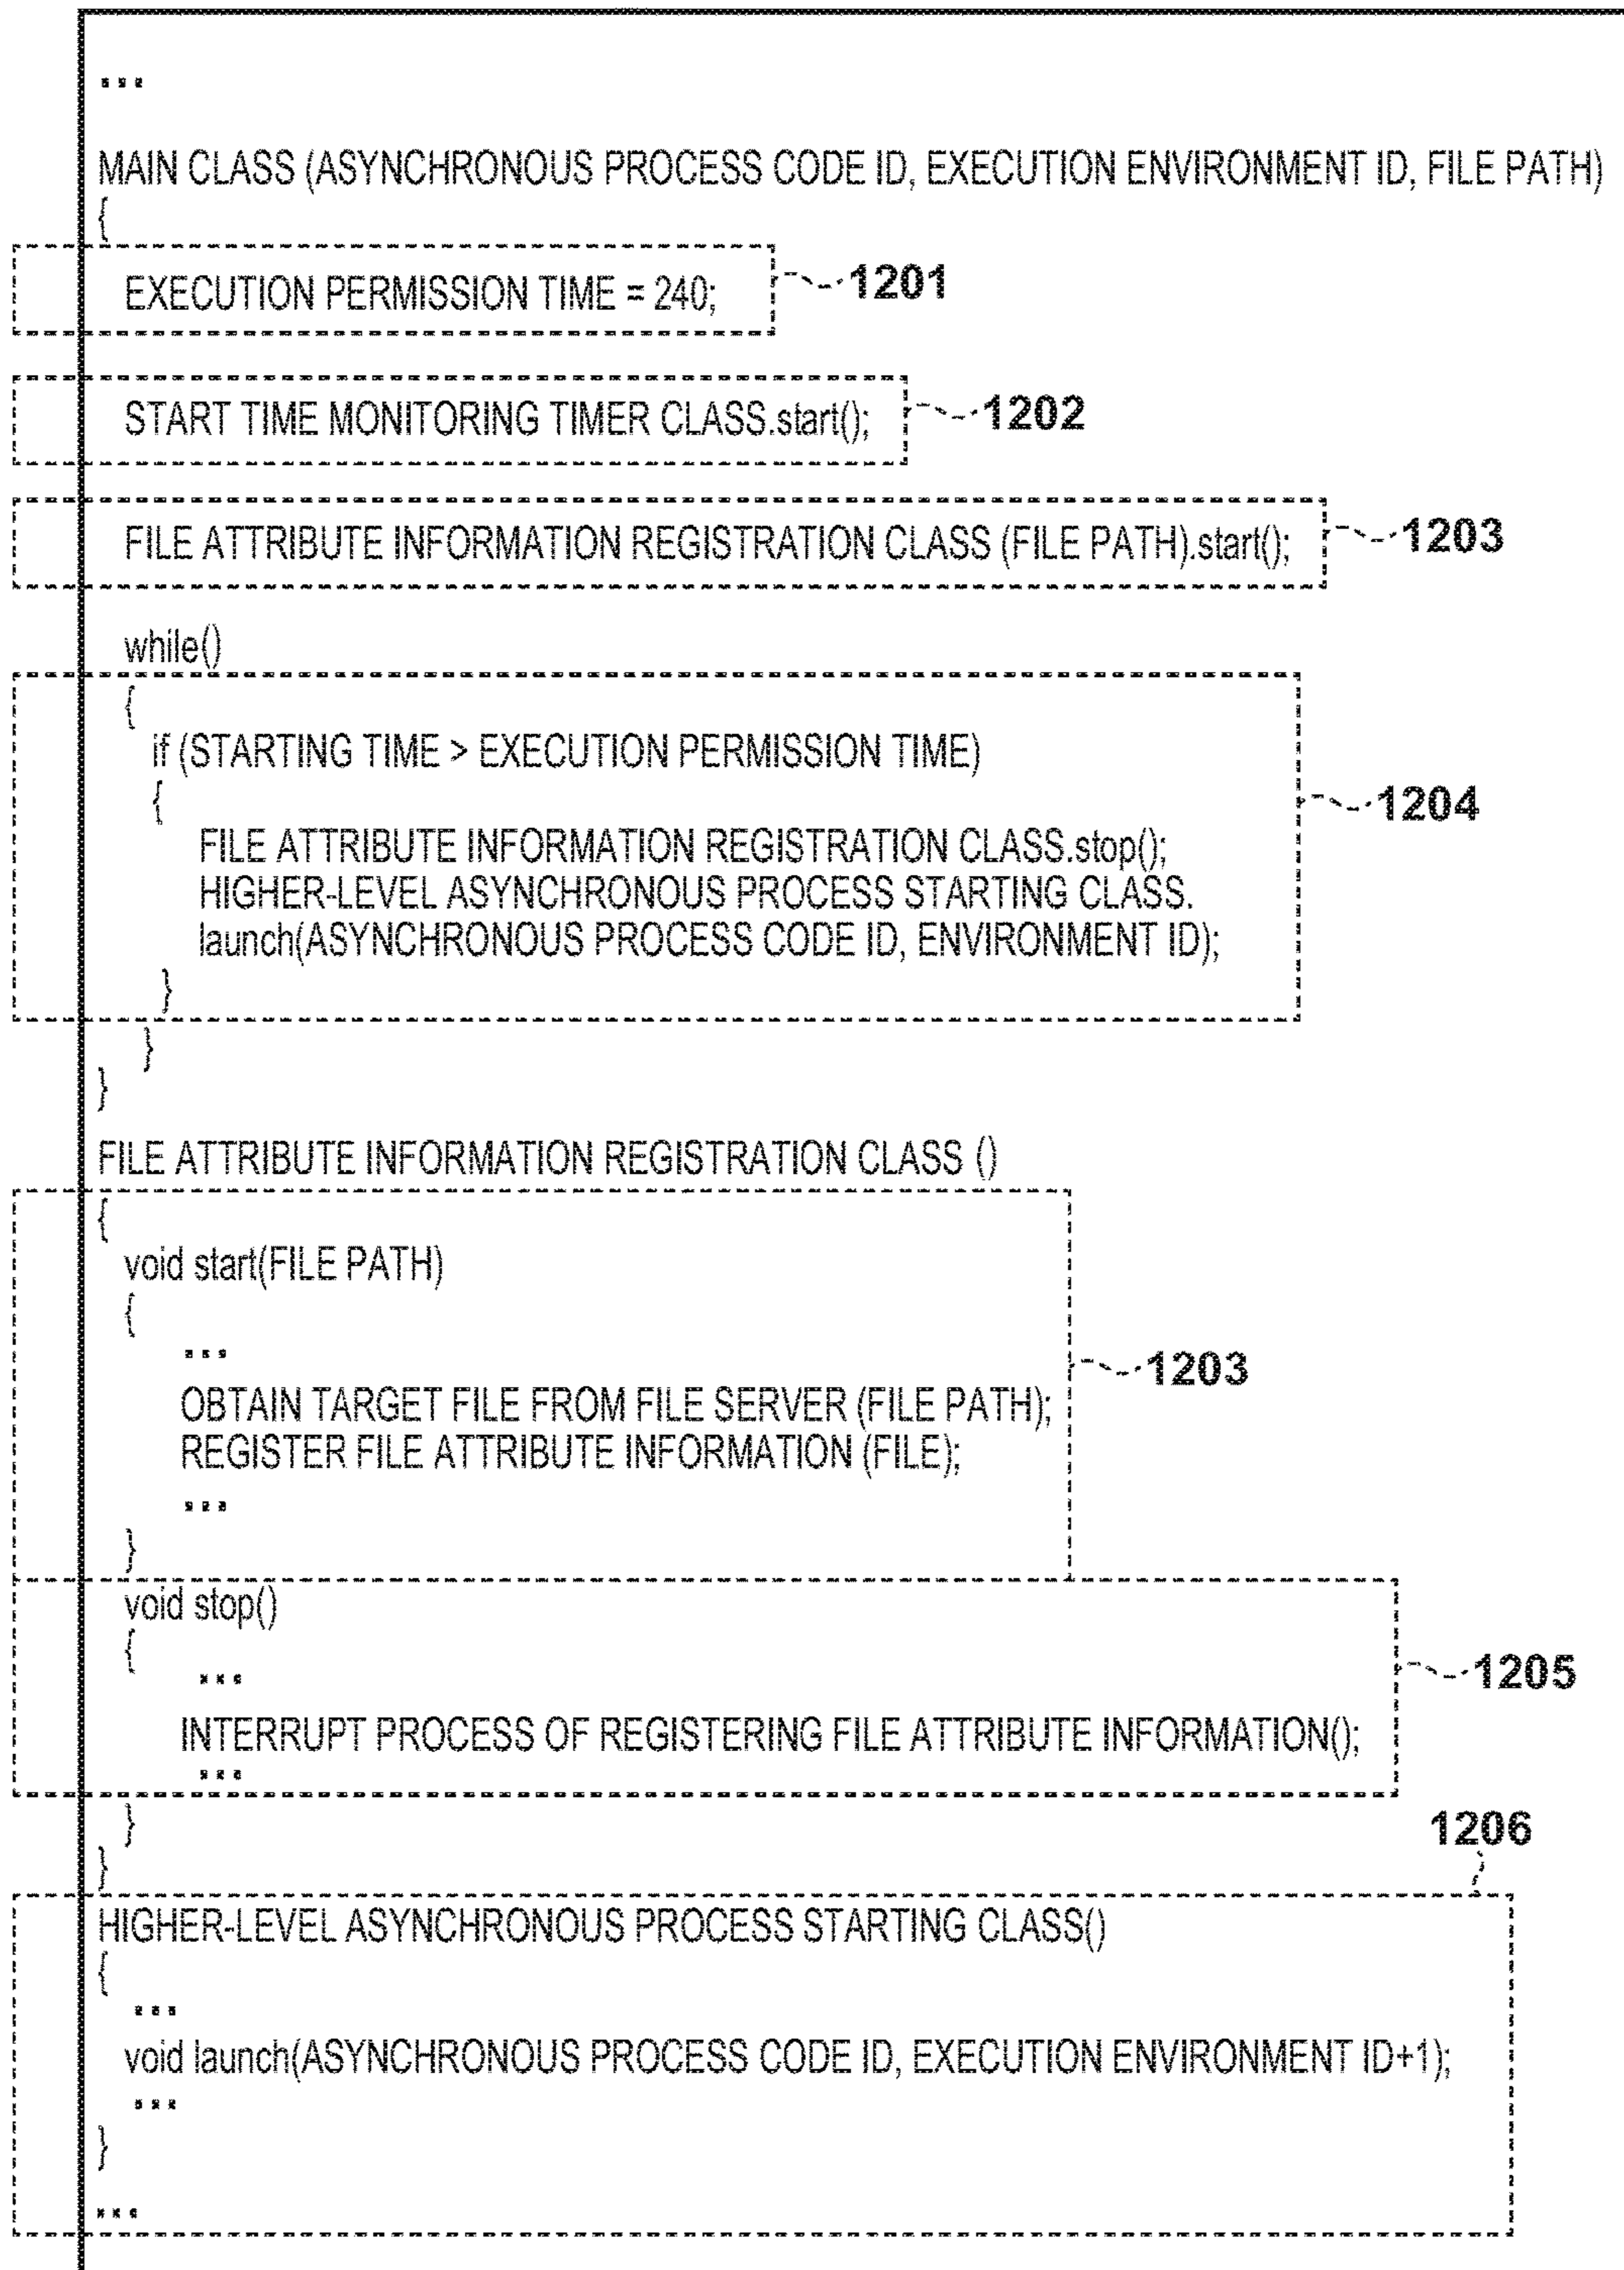 ...
MAIN CLASS (ASYNCHRONOUS PROCESS CODE ID, EXECUTION ENVIRONMENT ID, FILE PATH)
{
EXECUTION PERMISSION TIME = 240;
1201
START TIME MONITORING TIMER CLASS.start();
1202
FILE ATTRIBUTE INFORMATION REGISTRATION CLASS (FILE PATH).start();
1203
while()
{
if (STARTING TIME > EXECUTION PERMISSION TIME)
{
1204
FILE ATTRIBUTE INFORMATION REGISTRATION CLASS.stop();
HIGHER-LEVEL ASYNCHRONOUS PROCESS STARTING CLASS.
launch(ASYNCHRONOUS PROCESS CODE ID, ENVIRONMENT ID);
}
}
}
FILE ATTRIBUTE INFORMATION REGISTRATION CLASS ()
{
void start(FILE PATH)
{
...
1203
OBTAIN TARGET FILE FROM FILE SERVER (FILE PATH);
REGISTER FILE ATTRIBUTE INFORMATION (FILE);
...
}
void stop()
{
...
1205
INTERRUPT PROCESS OF REGISTERING FILE ATTRIBUTE INFORMATION();
...
}
1206
}
HIGHER-LEVEL ASYNCHRONOUS PROCESS STARTING CLASS()
{
...
void launch(ASYNCHRONOUS PROCESS CODE ID, EXECUTION ENVIRONMENT ID+1);
...
}
...